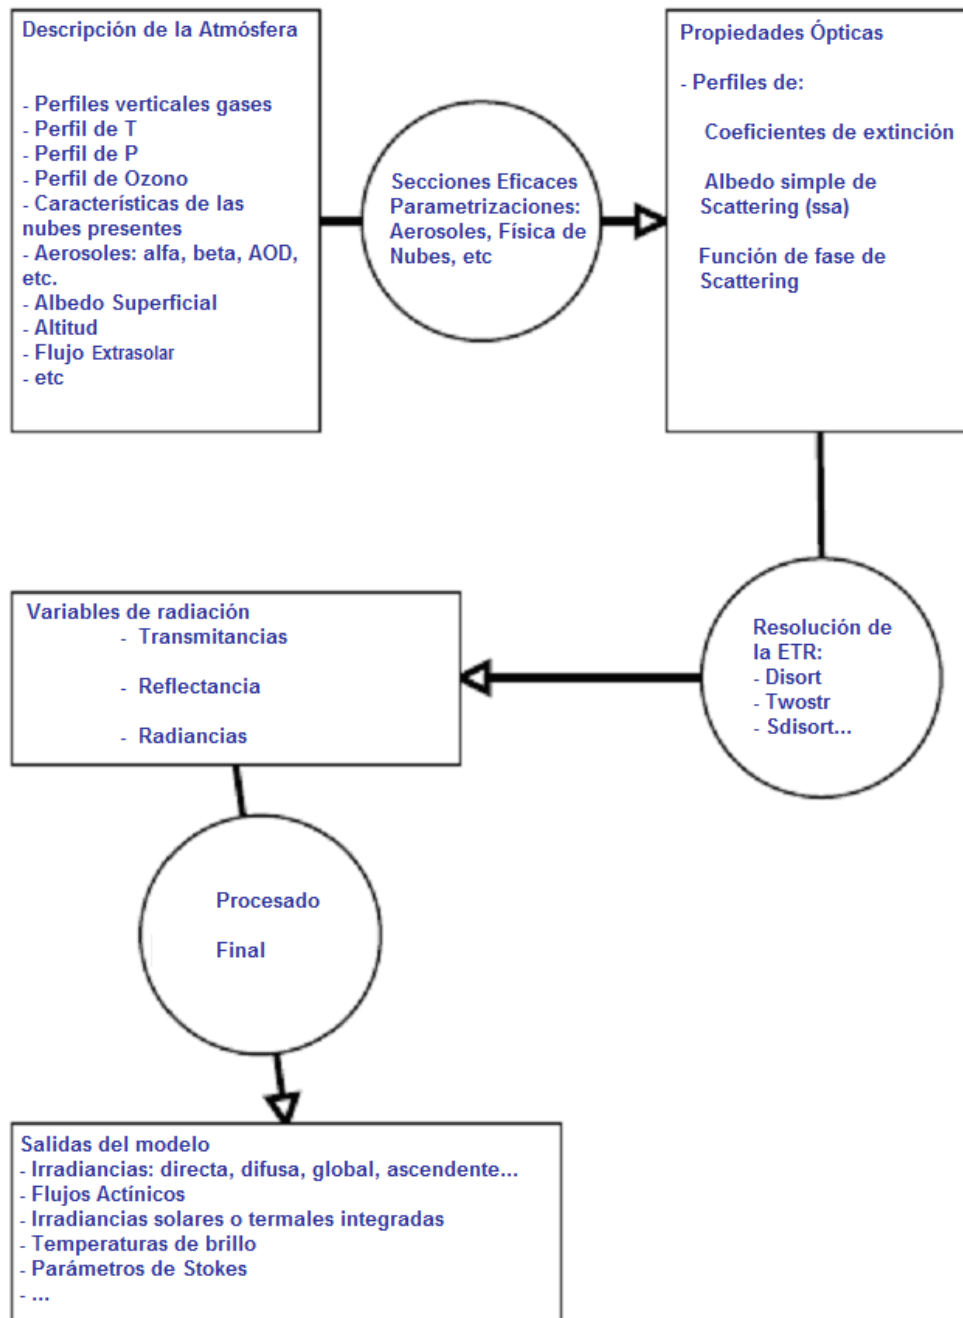 Descripción de la Atmósfera
- Perfiles verticales gases
- Perfil de T
- Perfil de P
- Perfil de Ozono
- Características de las
nubes presentes
- Aerosoles: alfa, beta, AOD,
etc.
- Albedo Superficial
- Altitud
- Flujo Extrasolar
- etc
Secciones Eficaces
Parametrizaciones:
Aerosoles, Física de
Nubes, etc
Propiedades Ópticas
- Perfiles de:
Coeficientes de extinción
Albedo simple de
Scattering (ssa)
Función de fase de
Scattering
Resolución de
la ETR:
- Disort
- Twostr
- Sdisort...
Variables de radiación
- Transmitancias
- Reflectancia
- Radiancias
Procesado
Final
Salidas del modelo
- Irradiancias: directa, difusa, global, ascendente...
- Flujos Actínicos
- Irradiancias solares o termales integradas
- Temperaturas de brillo
- Parámetros de Stokes
- ...